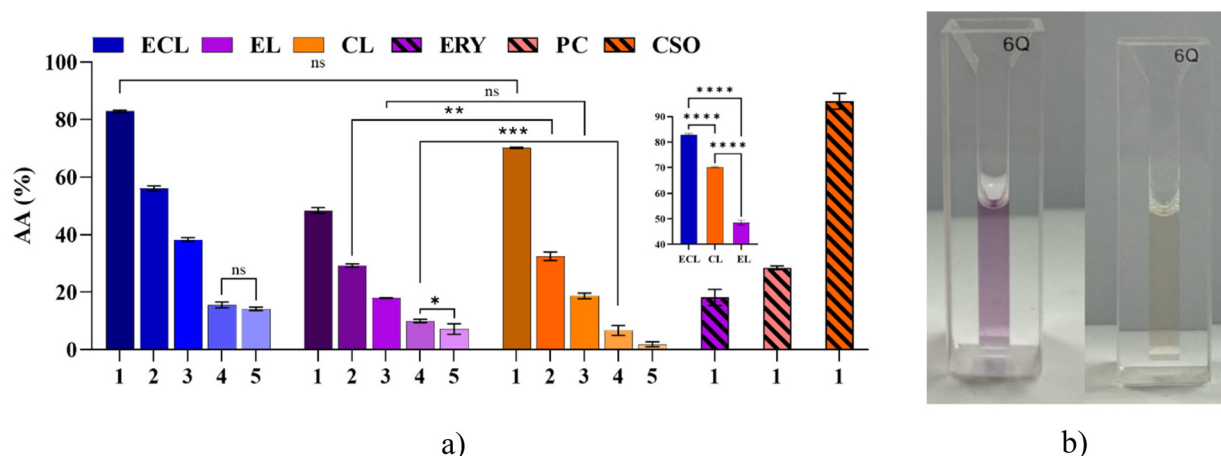 ECL EL CL ERY PC CSO
ns
100
80
60
40
20
0
AA (%)
ns
**
***
ns
*
****
****
****
90
80
70
60
50
40
ECL CL EL
1 2 3 4 5 1 2 3 4 5 1 2 3 4 5 1 1 1
a)
6Q
6Q
b)